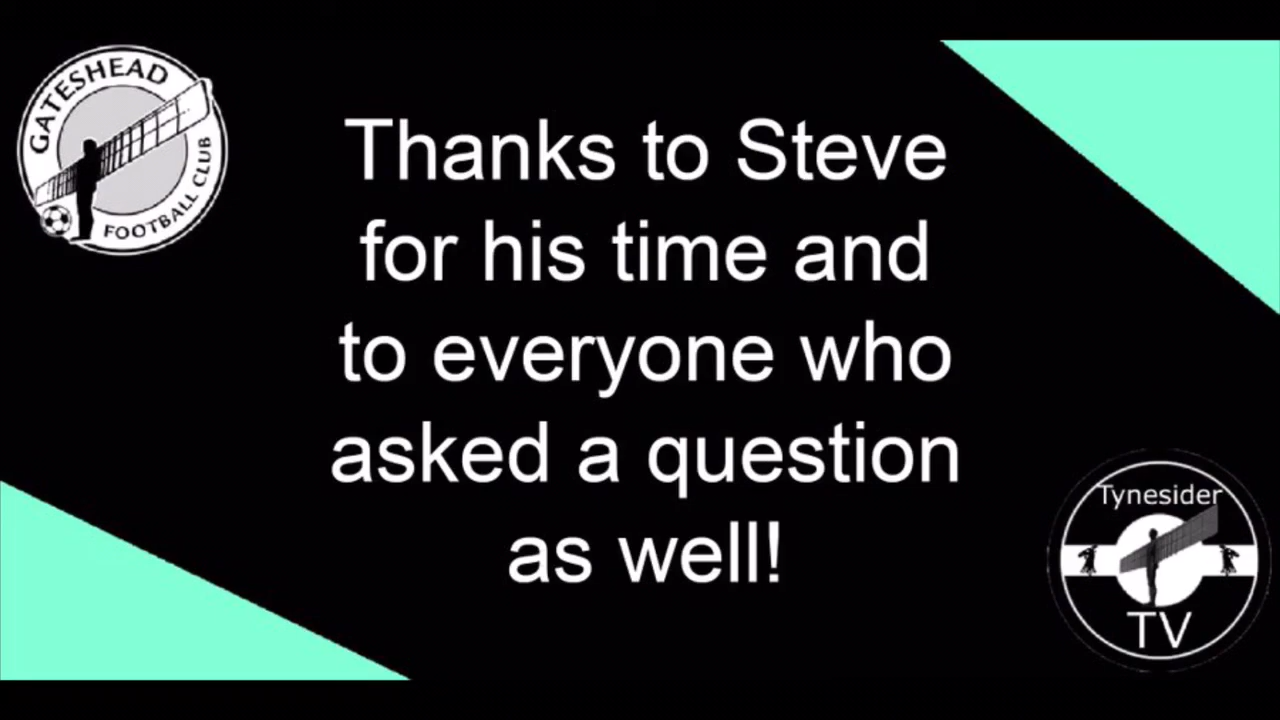 GATESHEAD
FOOTBALL CLUB
Thanks to Steve
for his time and
to everyone who
asked a question
as well!
Tynesider
TV